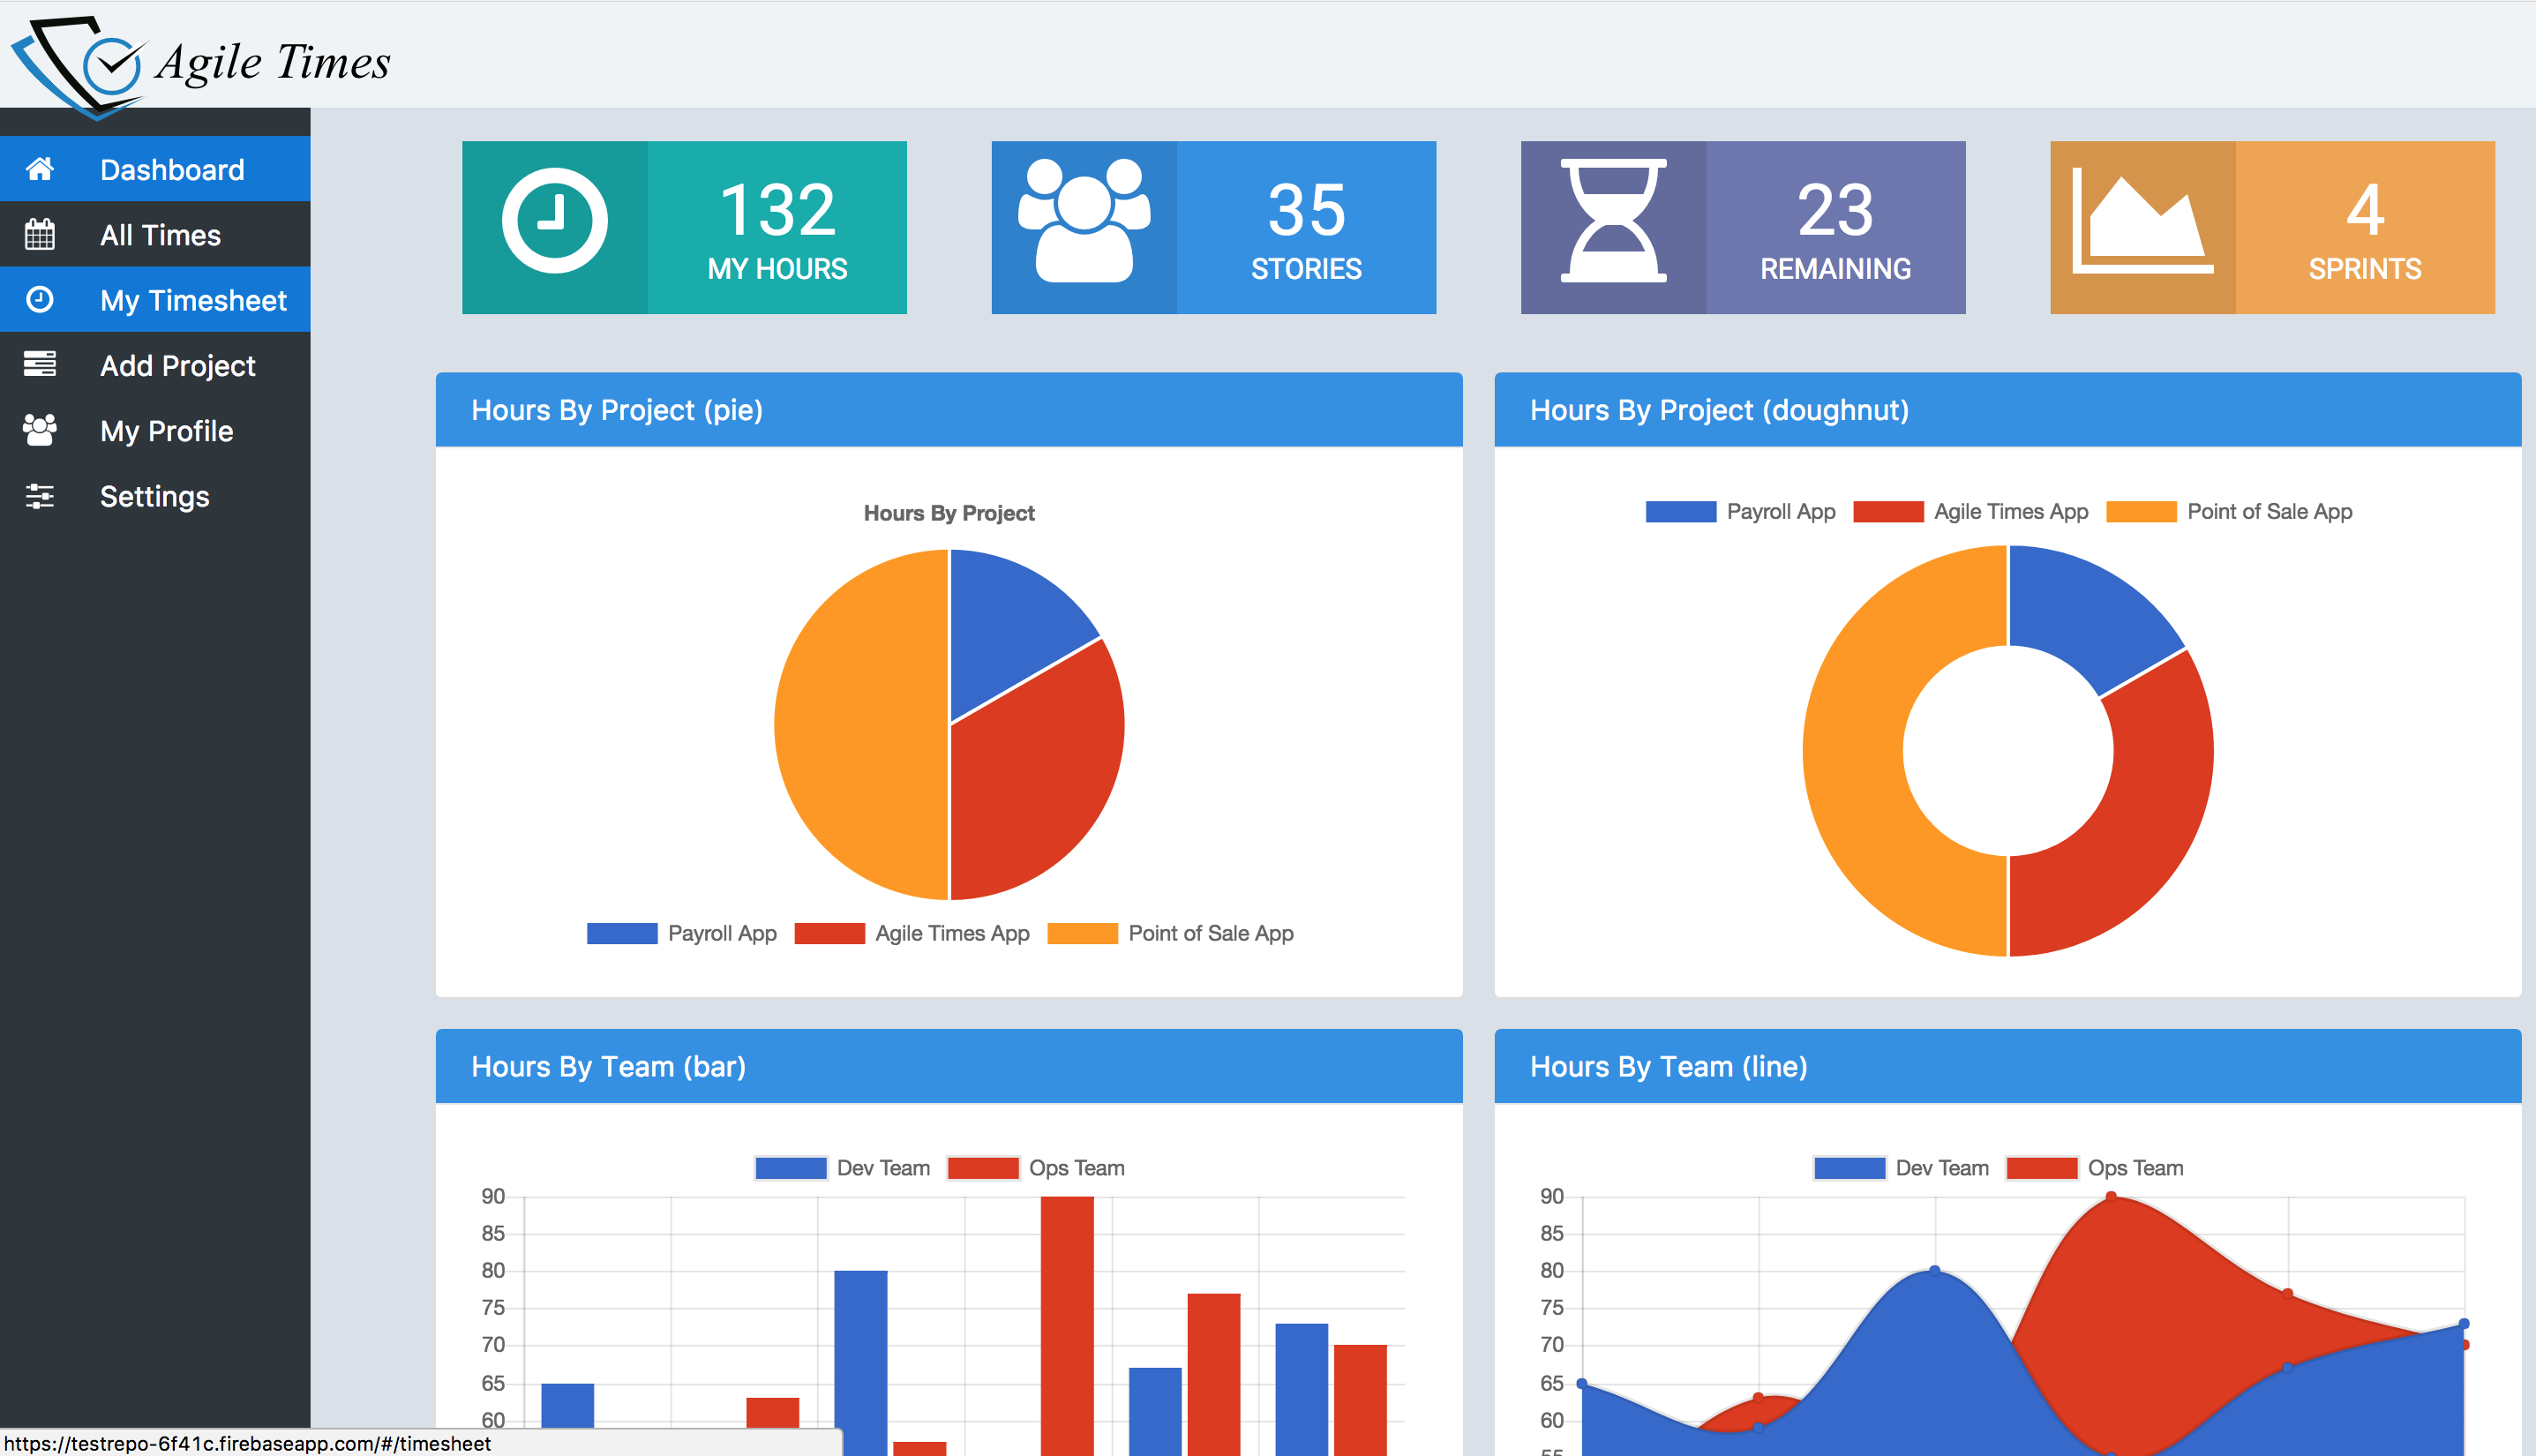 Agile Times
Dashboard
All Times
My Timesheet
Add Project
My Profile
Settings
132
MY HOURS
35
STORIES
23
REMAINING
4
SPRINTS
Hours By Project (pie)
Hours By Project
Payroll App Agile Times App Point of Sale App
Hours By Project (doughnut)
Payroll App Agile Times App Point of Sale App
Hours By Team (bar)
Dev Team Ops Team
90
85
80
75
70
65
60
Hours By Team (line)
Dev Team Ops Team
90
85
80
75
70
65
60
55
https://testrepo-6f41c.firebaseapp.com/#/timesheet